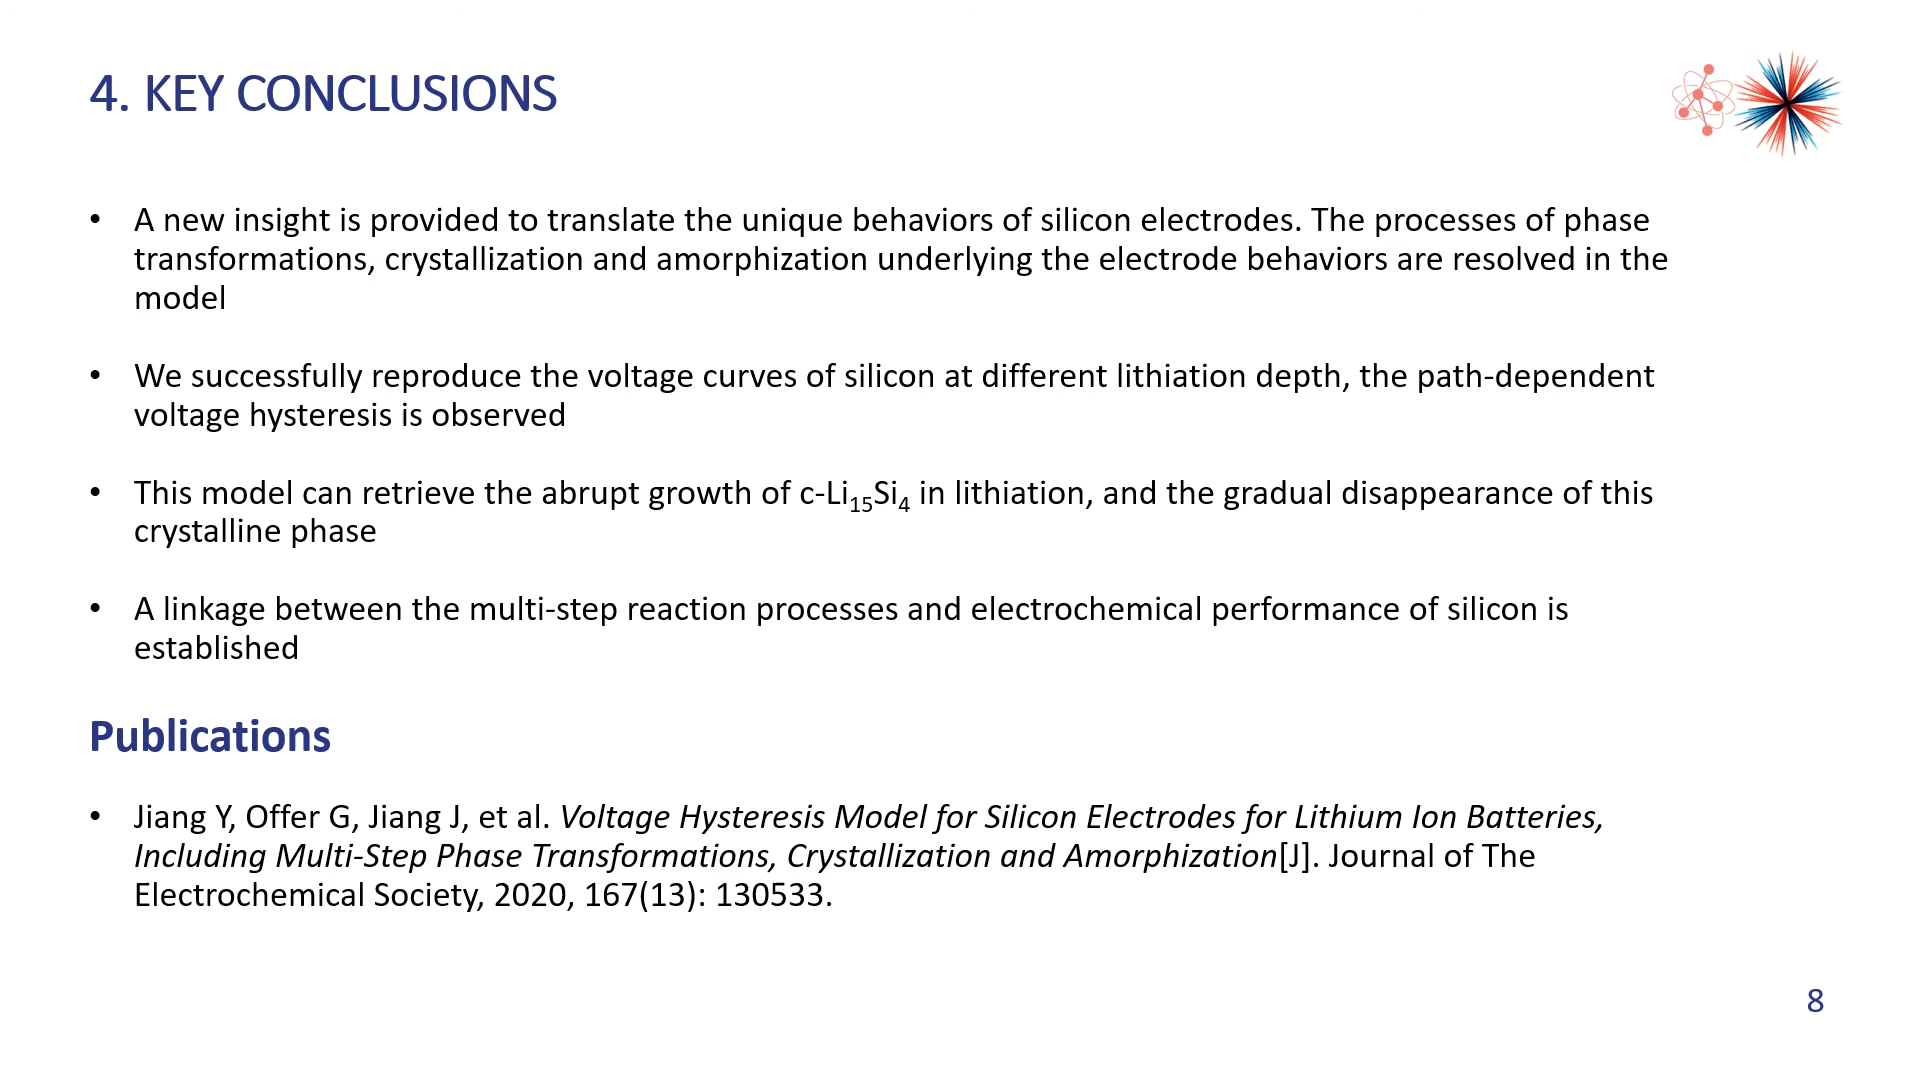 4. KEY CONCLUSIONS
• A new insight is provided to translate the unique behaviors of silicon electrodes. The processes of phase
transformations, crystallization and amorphization underlying the electrode behaviors are resolved in the
model
• We successfully reproduce the voltage curves of silicon at different lithiation depth, the path-dependent
voltage hysteresis is observed
• This model can retrieve the abrupt growth of c-Li₁₅Si₄ in lithiation, and the gradual disappearance of this
crystalline phase
• A linkage between the multi-step reaction processes and electrochemical performance of silicon is
established
Publications
• Jiang Y, Offer G, Jiang J, et al. Voltage Hysteresis Model for Silicon Electrodes for Lithium Ion Batteries,
Including Multi-Step Phase Transformations, Crystallization and Amorphization[J]. Journal of The
Electrochemical Society, 2020, 167(13): 130533.
8